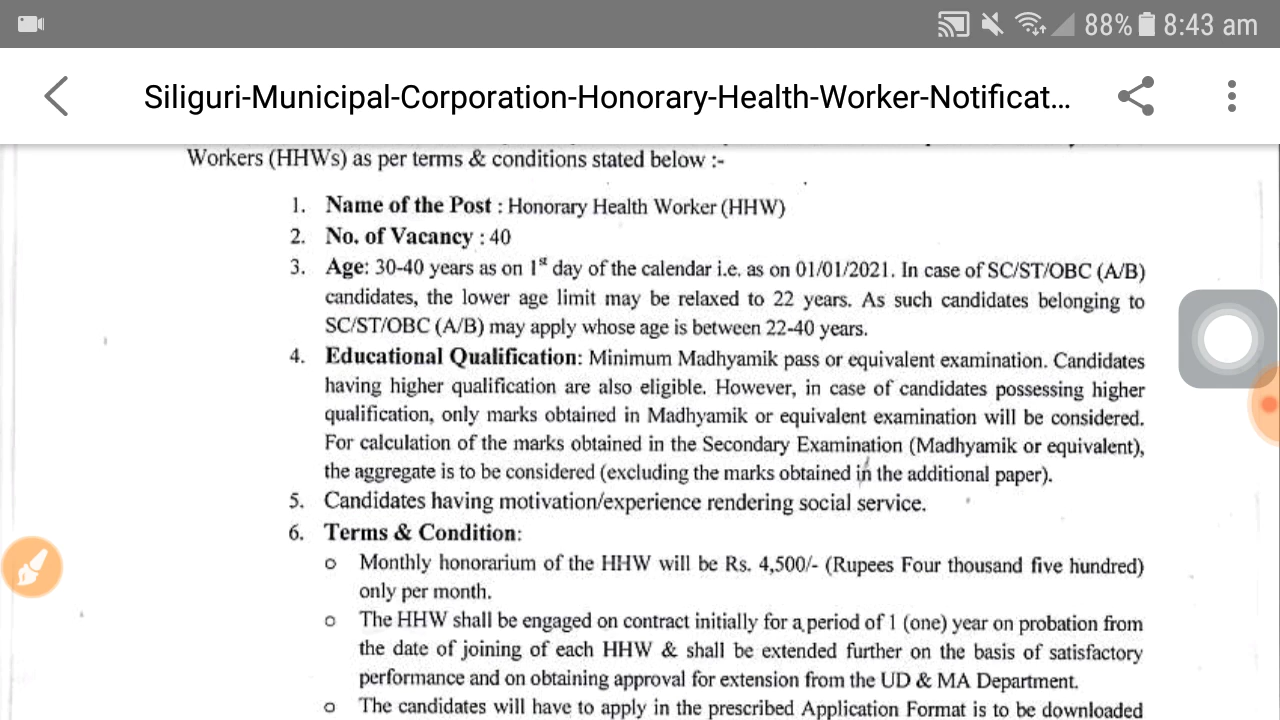 88% 8:43 am
Siliguri-Municipal-Corporation-Honorary-Health-Worker-Notificat...
Workers (HHWs) as per terms & conditions stated below :-
1. Name of the Post : Honorary Health Worker (HHW)
2. No. of Vacancy : 40
3. Age: 30-40 years as on 1st day of the calendar i.e. as on 01/01/2021. In case of SC/ST/OBC (A/B)
candidates, the lower age limit may be relaxed to 22 years. As such candidates belonging to
SC/ST/OBC (A/B) may apply whose age is between 22-40 years.
4. Educational Qualification: Minimum Madhyamik pass or equivalent examination. Candidates
having higher qualification are also eligible. However, in case of candidates possessing higher
qualification, only marks obtained in Madhyamik or equivalent examination will be considered.
For calculation of the marks obtained in the Secondary Examination (Madhyamik or equivalent),
the aggregate is to be considered (excluding the marks obtained in the additional paper).
5. Candidates having motivation/experience rendering social service.
6. Terms & Condition:
o Monthly honorarium of the HHW will be Rs. 4,500/- (Rupees Four thousand five hundred)
only per month.
o The HHW shall be engaged on contract initially for a period of 1 (one) year on probation from
the date of joining of each HHW & shall be extended further on the basis of satisfactory
performance and on obtaining approval for extension from the UD & MA Department.
o The candidates will have to apply in the prescribed Application Format is to be downloaded